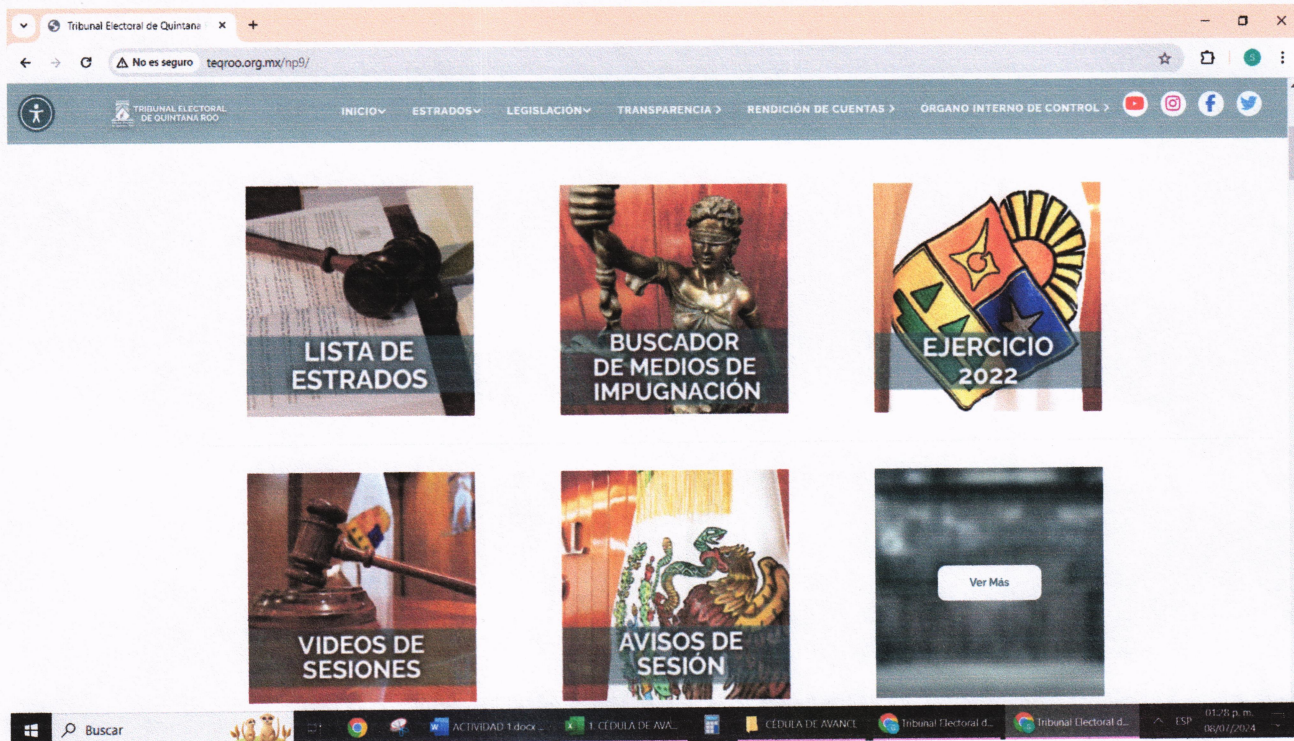 Tribunal Electoral de Quintana
No es seguro teqroo.org.mx/np9/
S
TRIBUNAL ELECTORAL
DE QUINTANA ROO
INICIO ESTRADOS LEGISLACIÓN TRANSPARENCIA > RENDICIÓN DE CUENTAS > ÓRGANO INTERNO DE CONTROL >
LISTA DE
ESTRADOS
BUSCADOR
DE MEDIOS DE
IMPUGNACIÓN
EJERCICIO
2022
VIDEOS DE
SESIONES
AVISOS DE
SESIÓN
Ver Más
Buscar
ACTIVIDAD 1.docx ...
1. CÉDULA DE AVA...
CÉDULA DE AVANCE
Tribunal Electoral d...
Tribunal Electoral d...
ESP
01:28 p. m.
08/07/2024